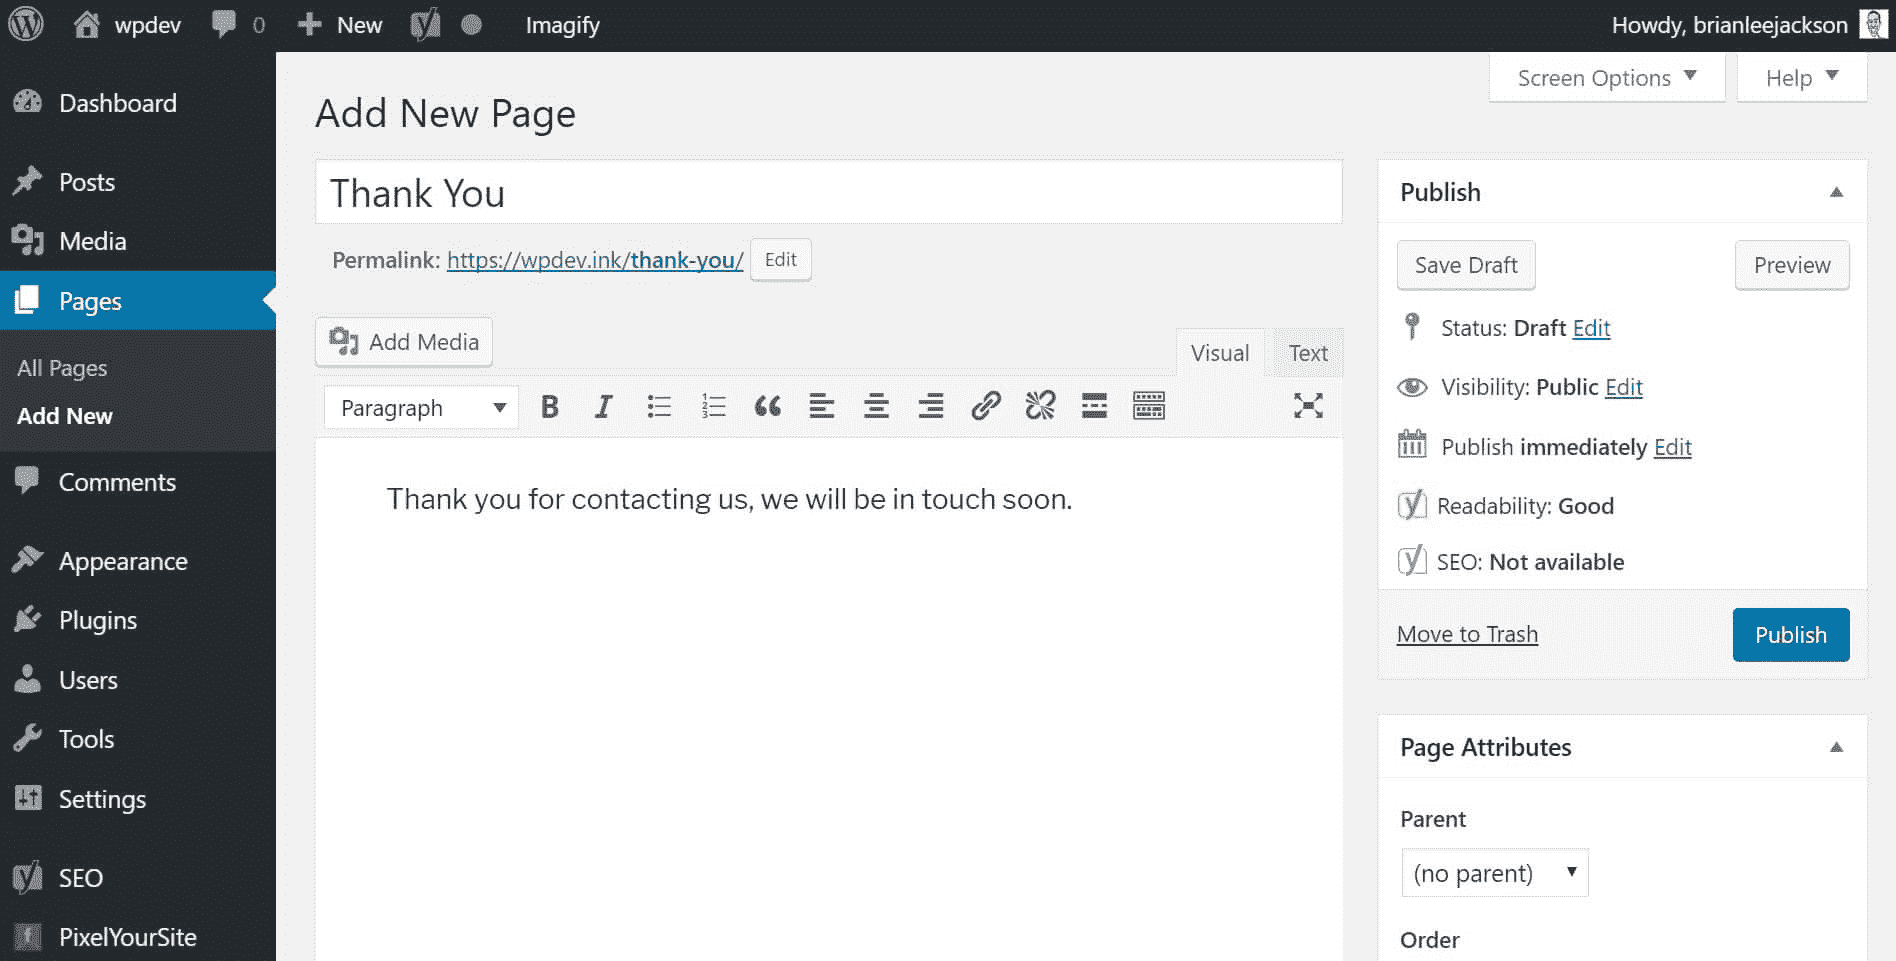 wpdev 0 New Imagify Howdy, brianleejackson
Screen Options Help
Dashboard
Posts
Media
Pages
All Pages
Add New
Comments
Appearance
Plugins
Users
Tools
Settings
SEO
PixelYourSite
Add New Page
Thank You
Permalink: https://wpdev.ink/thank-you/ Edit
Add Media
Visual Text
Paragraph
Thank you for contacting us, we will be in touch soon.
Publish
Save Draft Preview
Status: Draft Edit
Visibility: Public Edit
Publish immediately Edit
Readability: Good
SEO: Not available
Move to Trash Publish
Page Attributes
Parent
(no parent)
Order